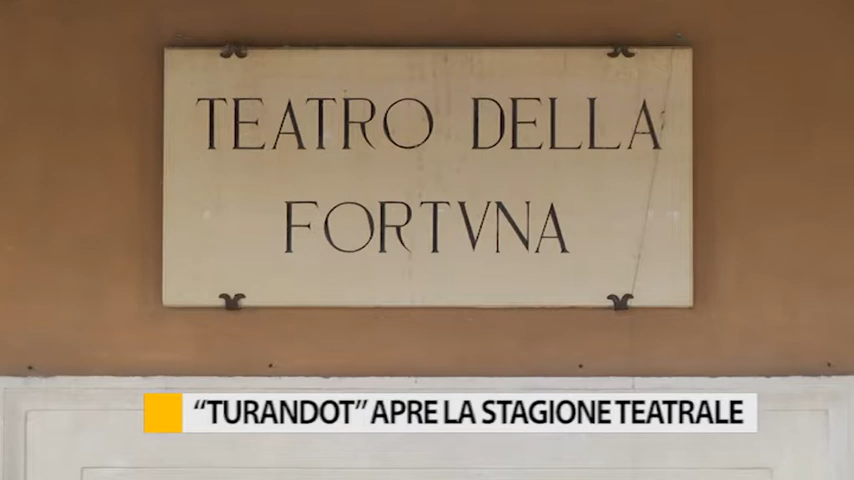 TEATRO DELLA
FORTVNA
“TURANDOT” APRE LA STAGIONE TEATRALE